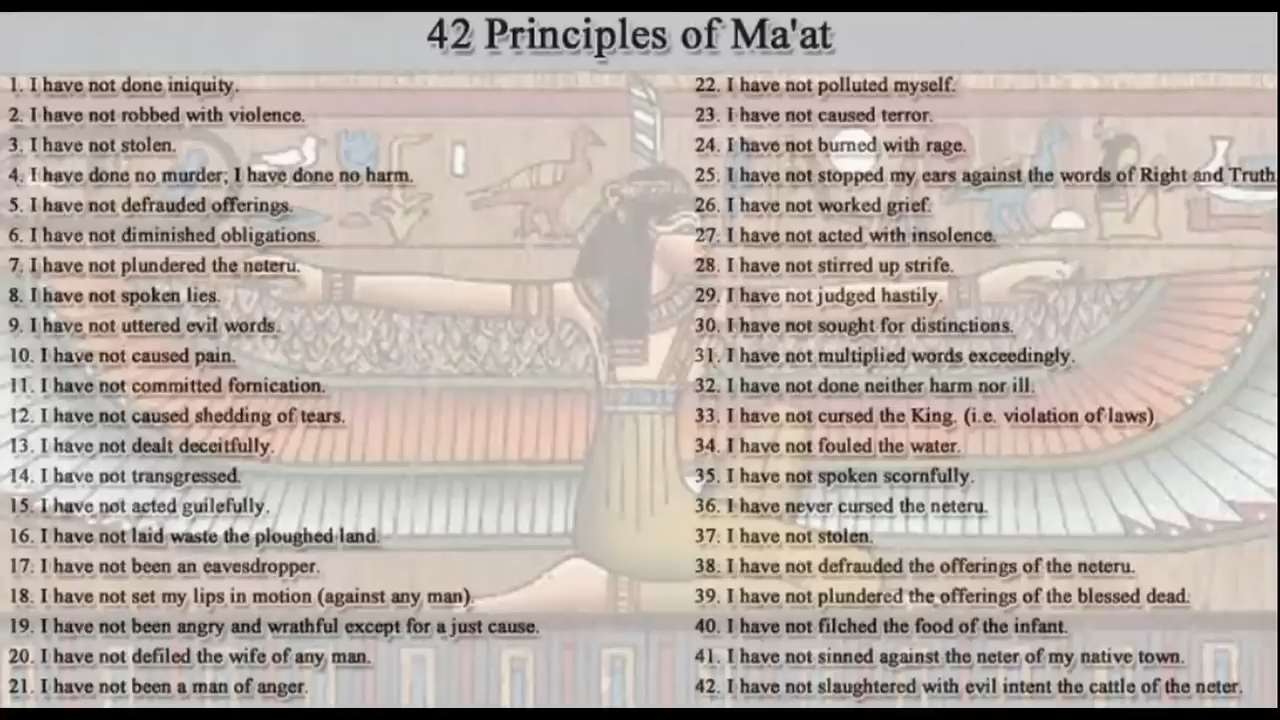 42 Principles of Ma'at
1. I have not done iniquity.
2. I have not robbed with violence.
3. I have not stolen.
4. I have done no murder; I have done no harm.
5. I have not defrauded offerings.
6. I have not diminished obligations.
7. I have not plundered the neteru.
8. I have not spoken lies.
9. I have not uttered evil words.
10. I have not caused pain.
11. I have not committed fornication.
12. I have not caused shedding of tears.
13. I have not dealt deceitfully.
14. I have not transgressed.
15. I have not acted guilefully.
16. I have not laid waste the ploughed land.
17. I have not been an eavesdropper.
18. I have not set my lips in motion (against any man).
19. I have not been angry and wrathful except for a just cause.
20. I have not defiled the wife of any man.
21. I have not been a man of anger.
22. I have not polluted myself.
23. I have not caused terror.
24. I have not burned with rage.
25. I have not stopped my ears against the words of Right and Truth
26. I have not worked grief.
27. I have not acted with insolence.
28. I have not stirred up strife.
29. I have not judged hastily.
30. I have not sought for distinctions.
31. I have not multiplied words exceedingly.
32. I have not done neither harm nor ill.
33. I have not cursed the King. (i.e. violation of laws)
34. I have not fouled the water.
35. I have not spoken scornfully.
36. I have never cursed the neteru.
37. I have not stolen.
38. I have not defrauded the offerings of the neteru.
39. I have not plundered the offerings of the blessed dead.
40. I have not filched the food of the infant.
41. I have not sinned against the neter of my native town.
42. I have not slaughtered with evil intent the cattle of the neter.